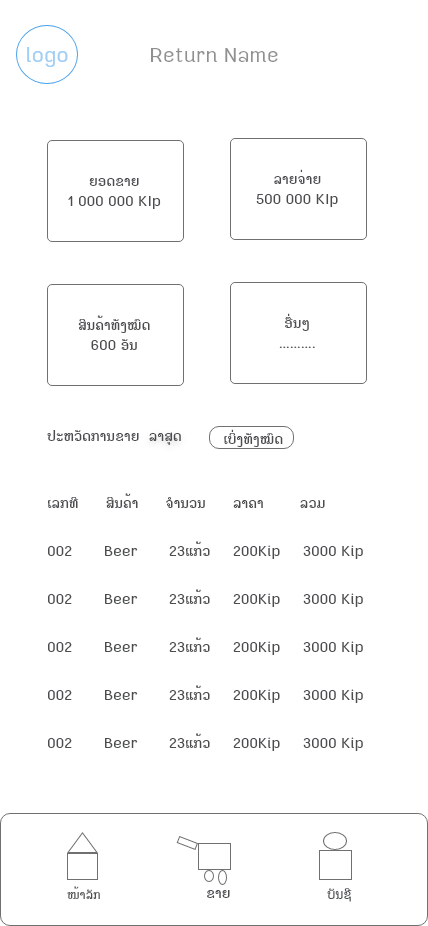 logo
Return Name
ຍອດຂາຍ
1 000 000 KIp
ລາຍຈ່າຍ
500 000 KIp
ສິນຄ້າທັງໝົດ
600 ອັນ
ອື່ນໆ
..........
ປະຫວັດການຂາຍ ລາສຸດ ເບິ່ງທັງໝົດ
ເລກທີ ສິນຄ້າ ຈຳນວນ ລາຄາ ລວມ
002 Beer 23ແກ້ວ 200Kip 3000 Kip
002 Beer 23ແກ້ວ 200Kip 3000 Kip
002 Beer 23ແກ້ວ 200Kip 3000 Kip
002 Beer 23ແກ້ວ 200Kip 3000 Kip
002 Beer 23ແກ້ວ 200Kip 3000 Kip
ໜ້າລັກ ຂາຍ ບັນຊີ